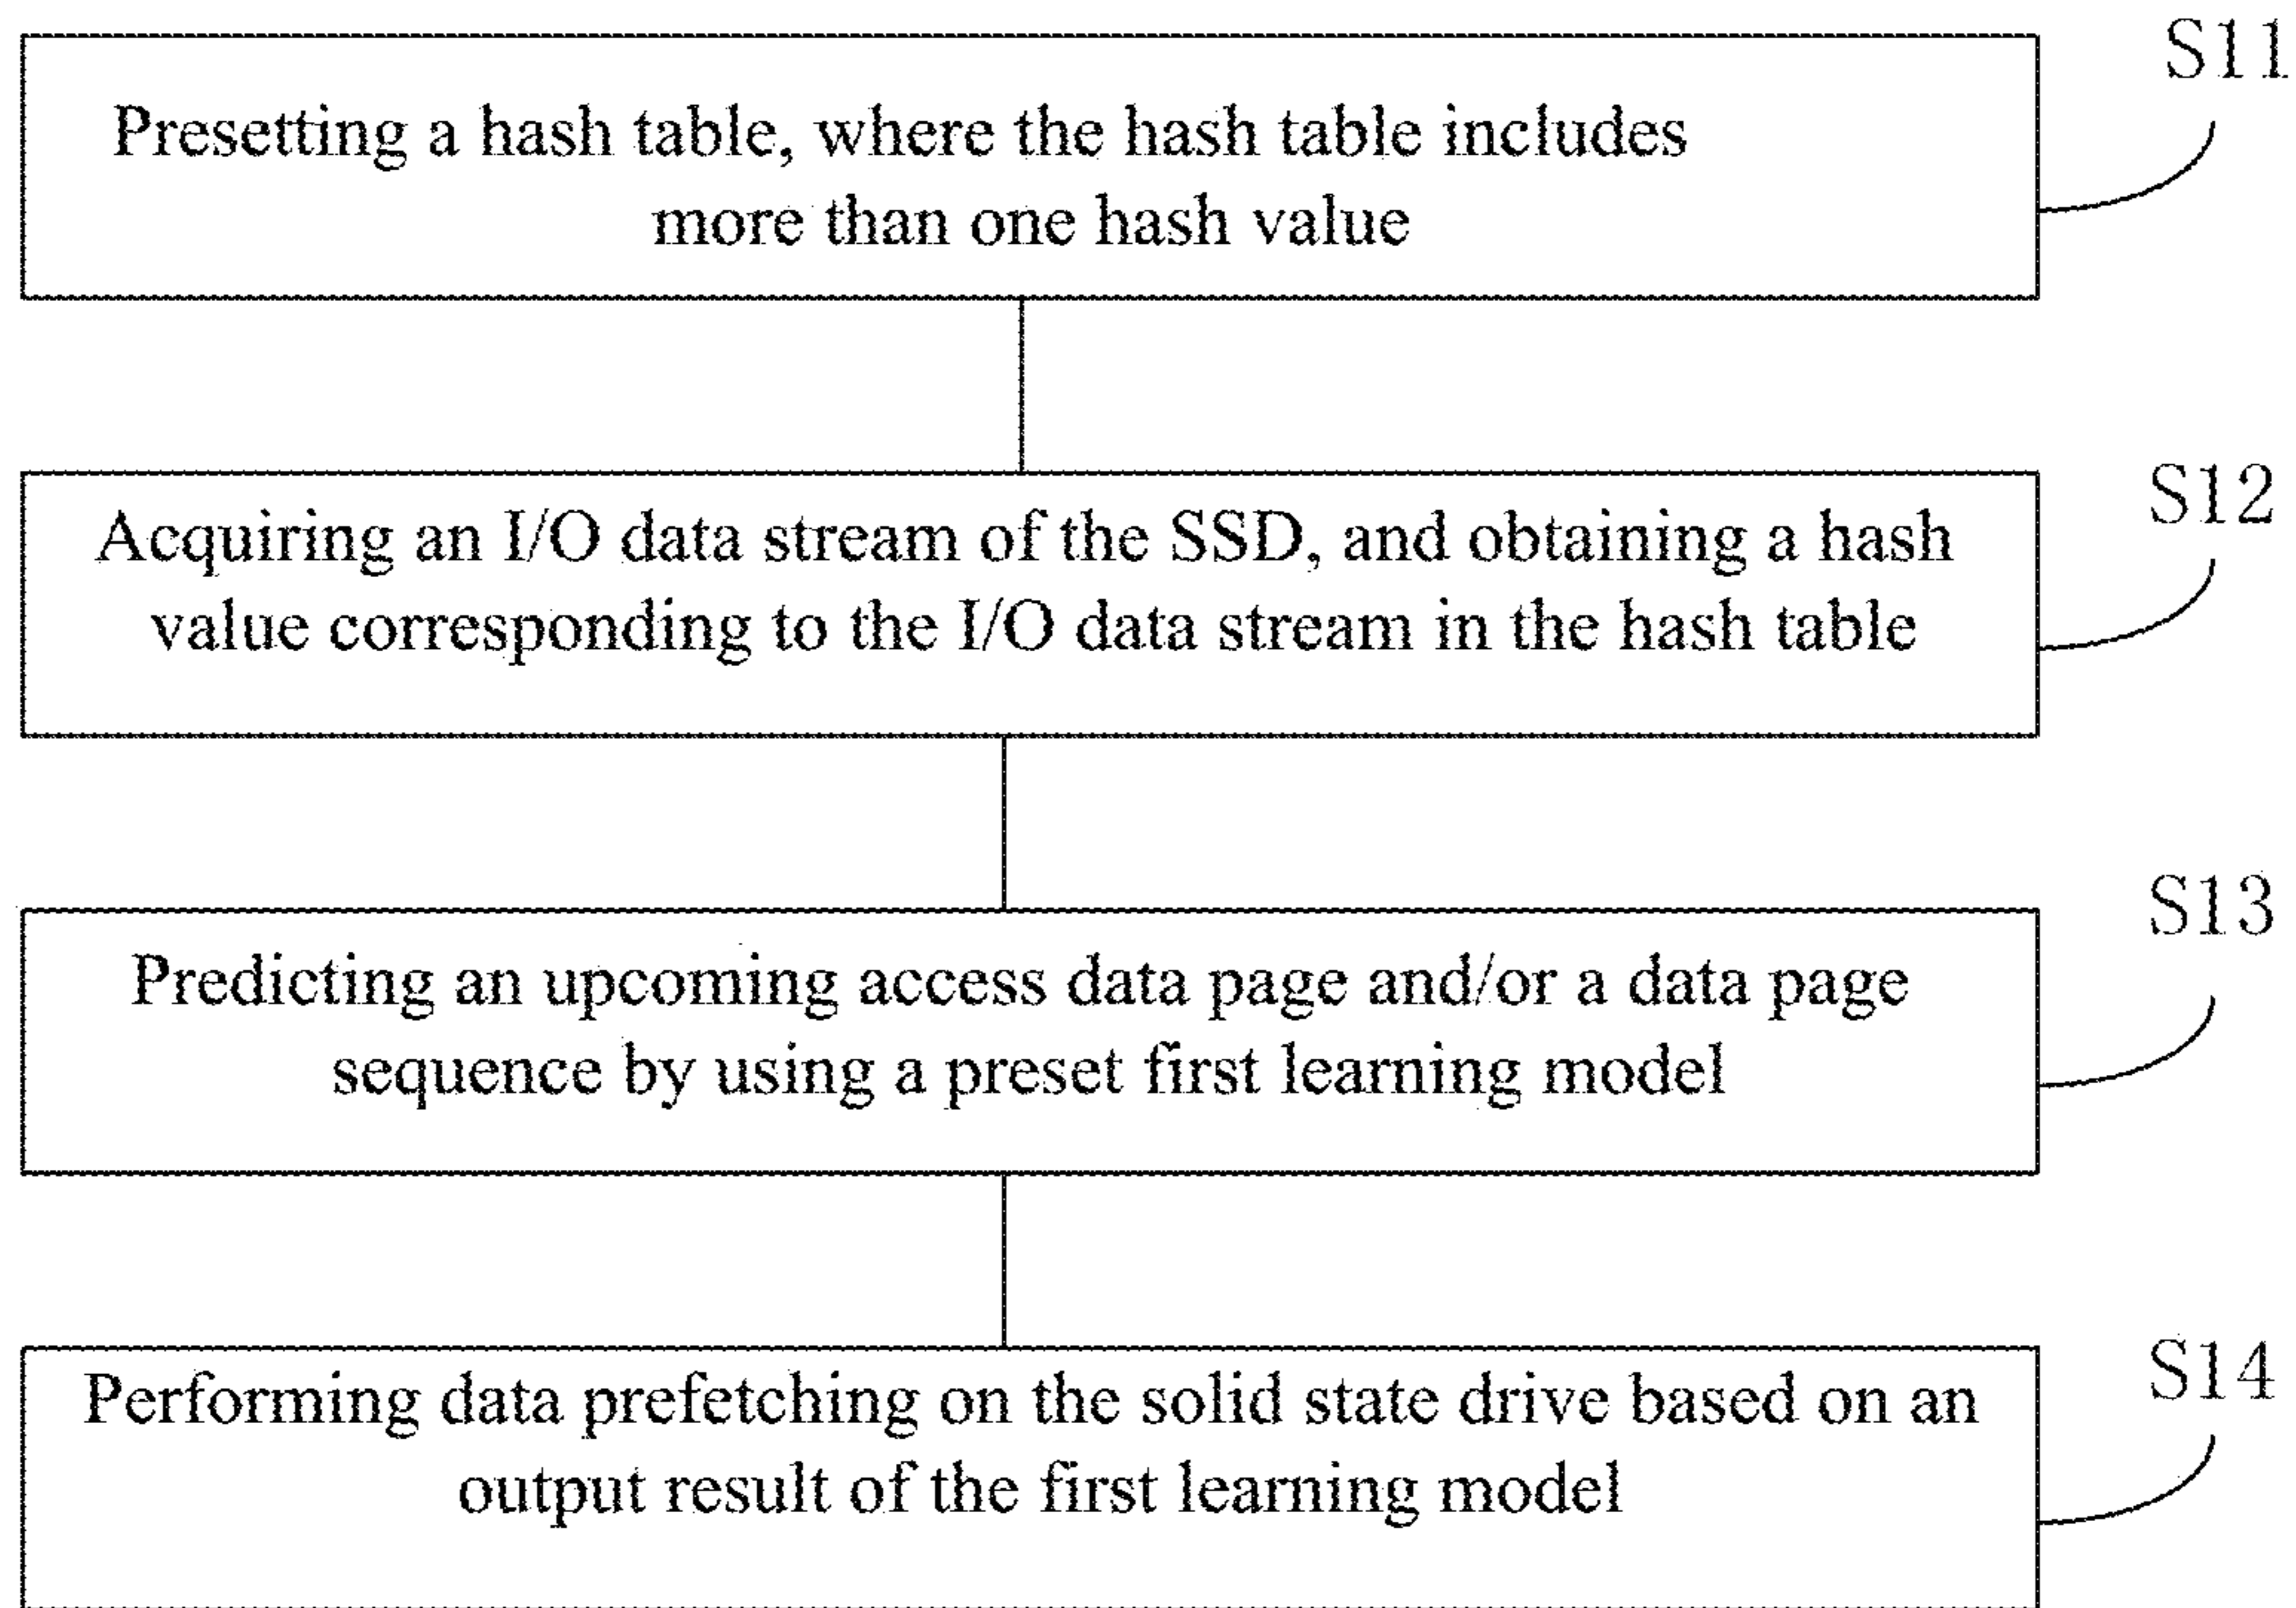 S11
Presetting a hash table, where the hash table includes
more than one hash value
S12
Acquiring an I/O data stream of the SSD, and obtaining a hash
value corresponding to the I/O data stream in the hash table
S13
Predicting an upcoming access data page and/or a data page
sequence by using a preset first learning model
S14
Performing data prefetching on the solid state drive based on an
output result of the first learning model